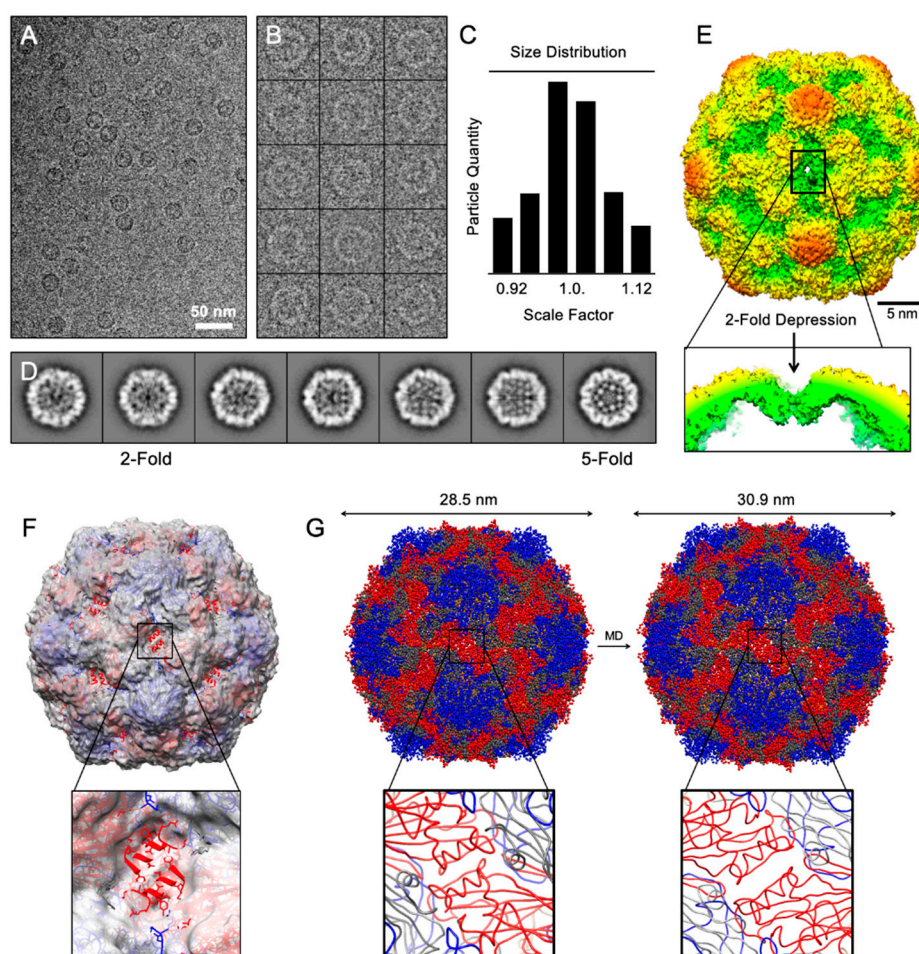 A
B
C
E
Size Distribution
Particle Quantity
0.92 1.0. 1.12
Scale Factor
50 nm
5 nm
2-Fold Depression
D
2-Fold
5-Fold
F
G
28.5 nm
30.9 nm
MD